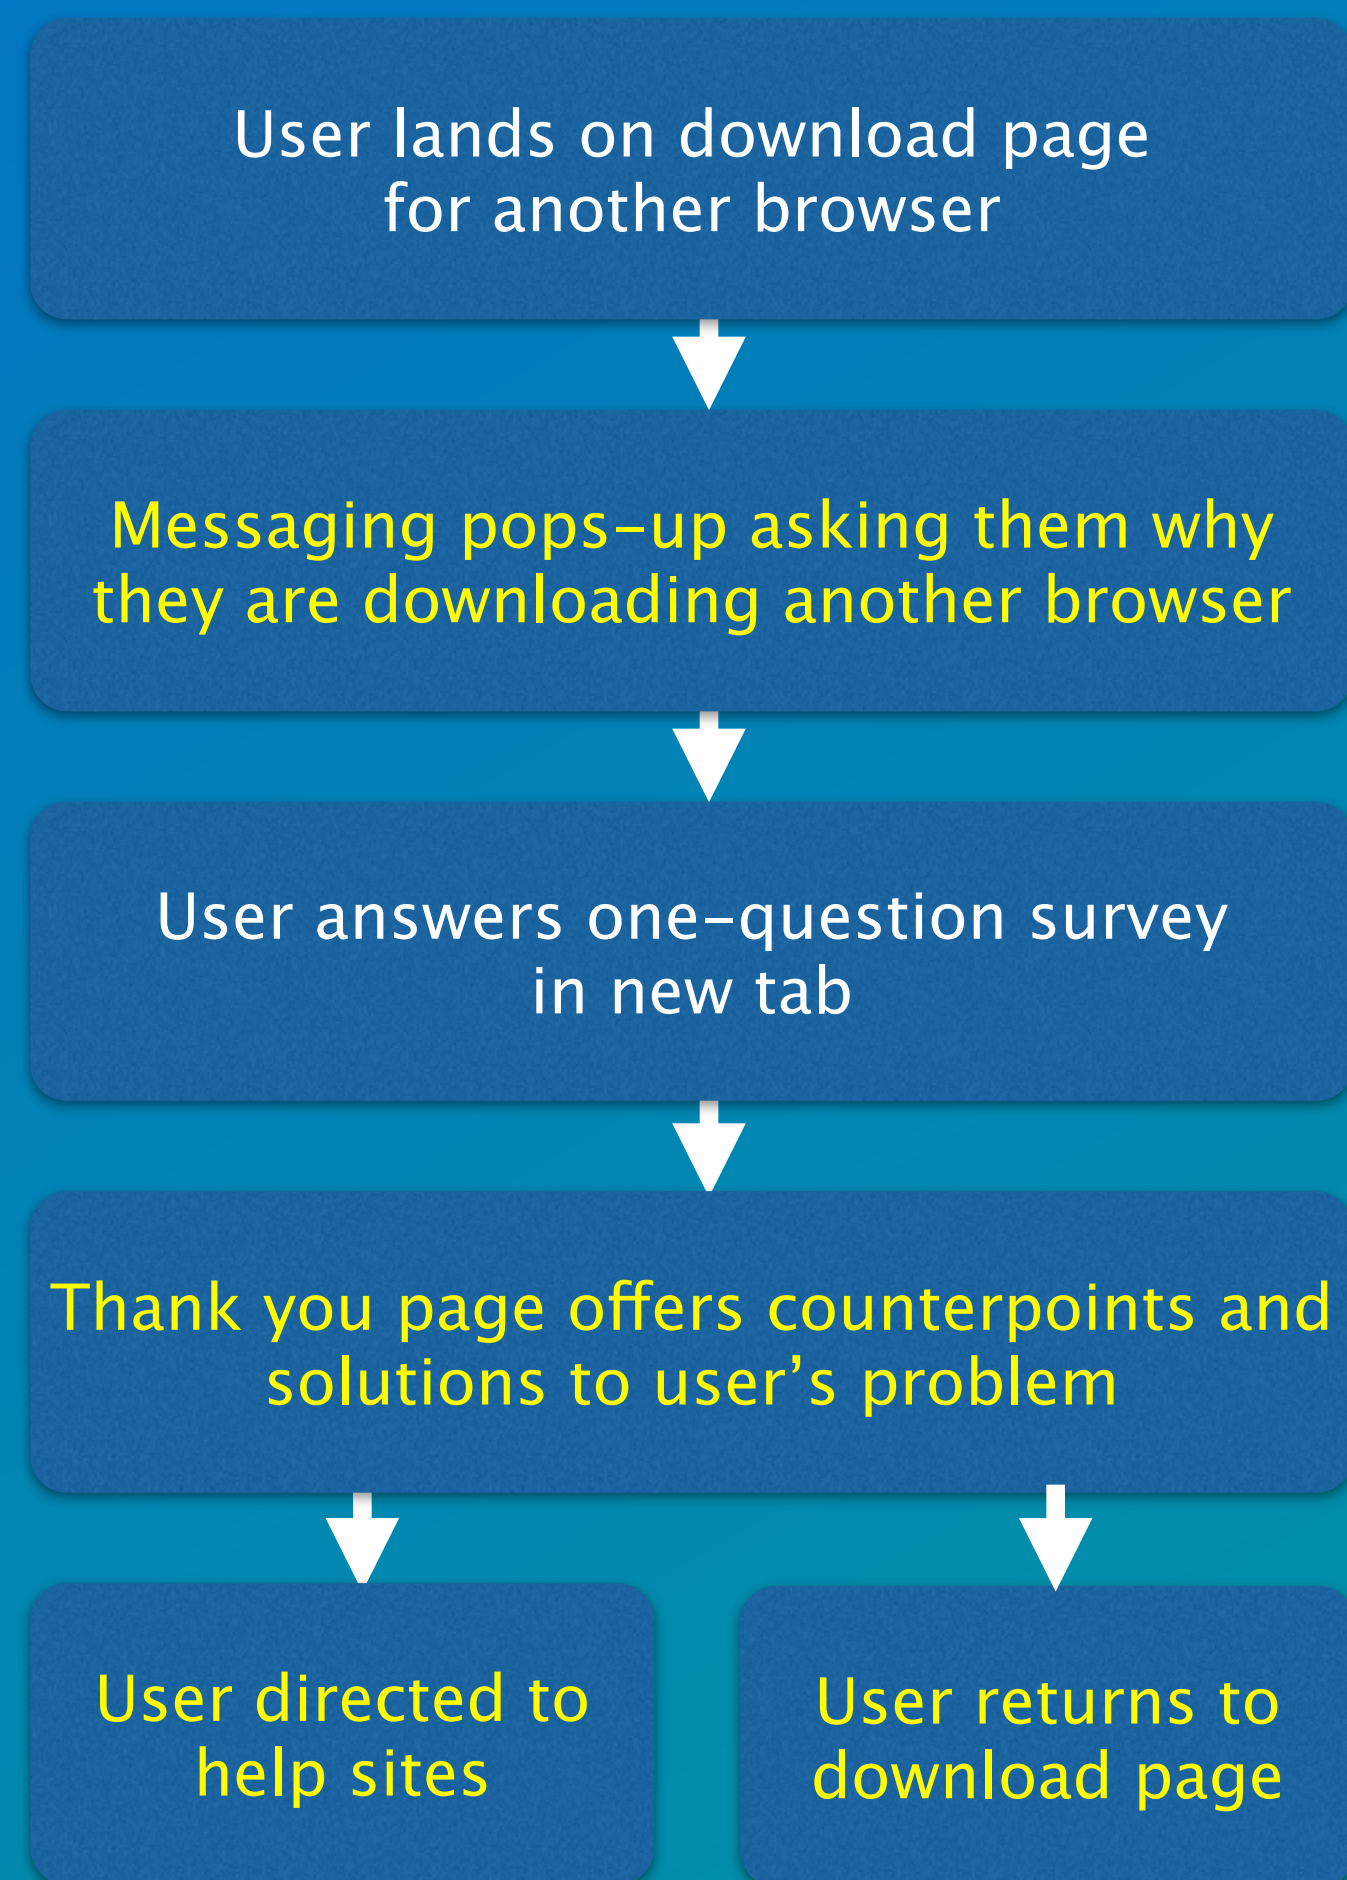 User lands on download page
for another browser
Messaging pops-up asking them why
they are downloading another browser
User answers one-question survey
in new tab
Thank you page offers counterpoints and
solutions to user’s problem
User directed to
help sites
User returns to
download page